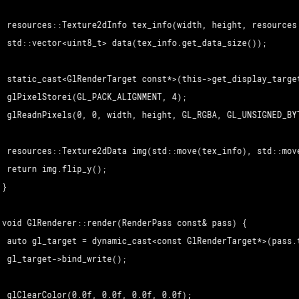 resources::Texture2dInfo tex_info(width, height, resources
std::vector<uint8_t> data(tex_info.get_data_size());
static_cast<GlRenderTarget const*>(this->get_display_target
glPixelStorei(GL_PACK_ALIGNMENT, 4);
glReadnPixels(0, 0, width, height, GL_RGBA, GL_UNSIGNED_BYT
resources::Texture2dData img(std::move(tex_info), std::move
return img.flip_y();
}
void GlRenderer::render(RenderPass const& pass) {
auto gl_target = dynamic_cast<const GlRenderTarget*>(pass.
gl_target->bind_write();
glClearColor(0.0f, 0.0f, 0.0f, 0.0f);